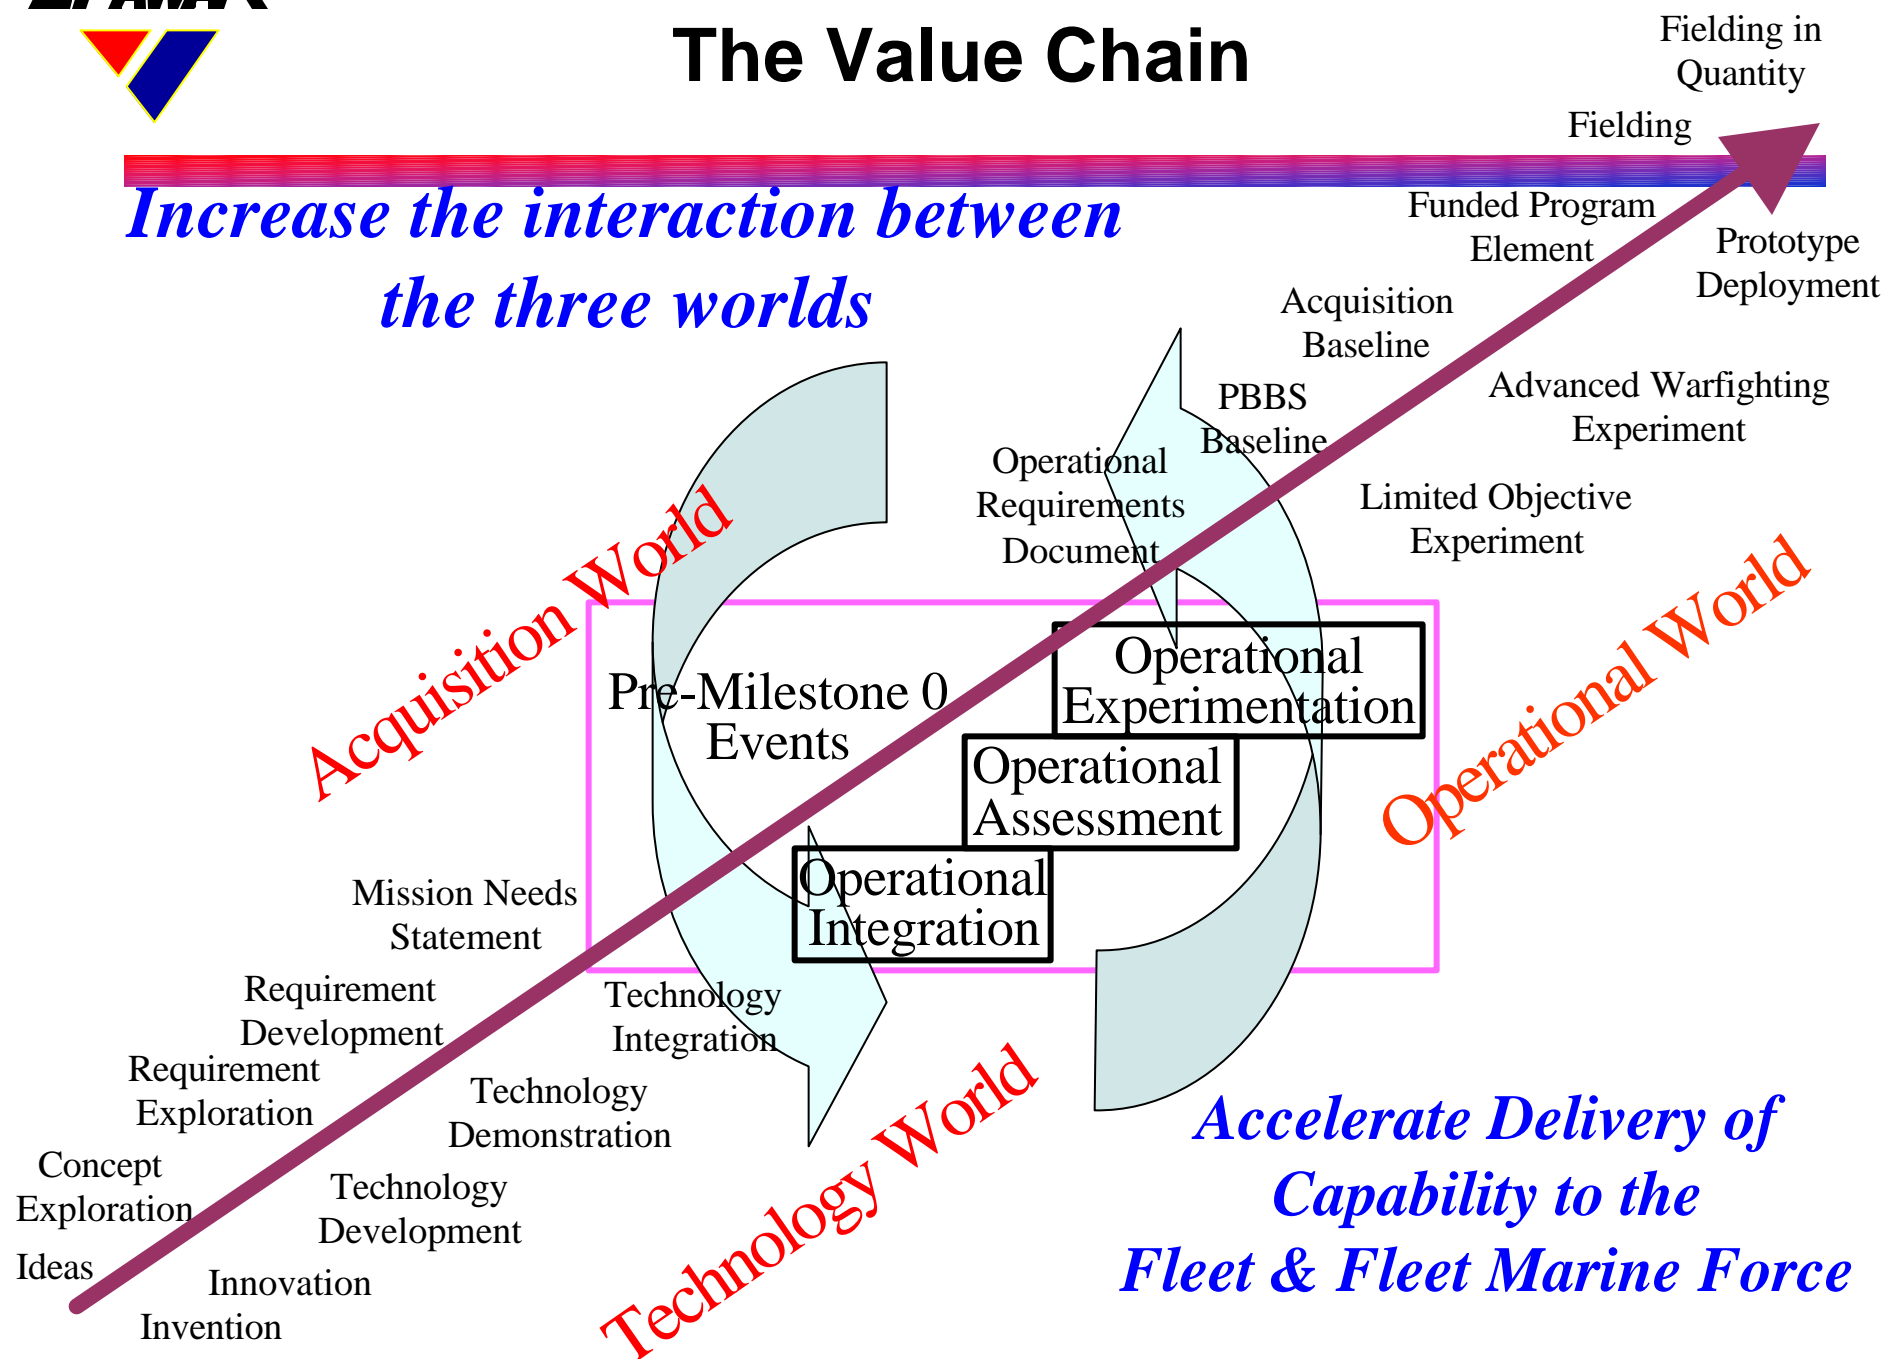 The Value Chain
Increase the interaction between
the three worlds
Fielding in
Quantity
Fielding
Funded Program
Element
Prototype
Deployment
Acquisition
Baseline
PBBS
Baseline
Advanced Warfighting
Experiment
Operational
Requirements
Document
Limited Objective
Experiment
Acquisition World
Operational World
Pre-Milestone 0
Events
Operational
Experimentation
Operational
Assessment
Operational
Integration
Mission Needs
Statement
Requirement
Development
Technology
Integration
Requirement
Exploration
Technology
Demonstration
Concept
Exploration
Technology
Development
Ideas
Innovation
Invention
Technology World
Accelerate Delivery of
Capability to the
Fleet & Fleet Marine Force